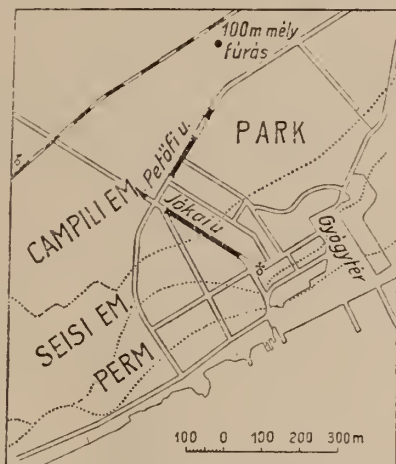 100m mély
fúrás
PARK
Petőfi u.
Jókai u
Gyógytér
CAMPILI EM
SEISI EM
PERM
100 0 100 200 300m